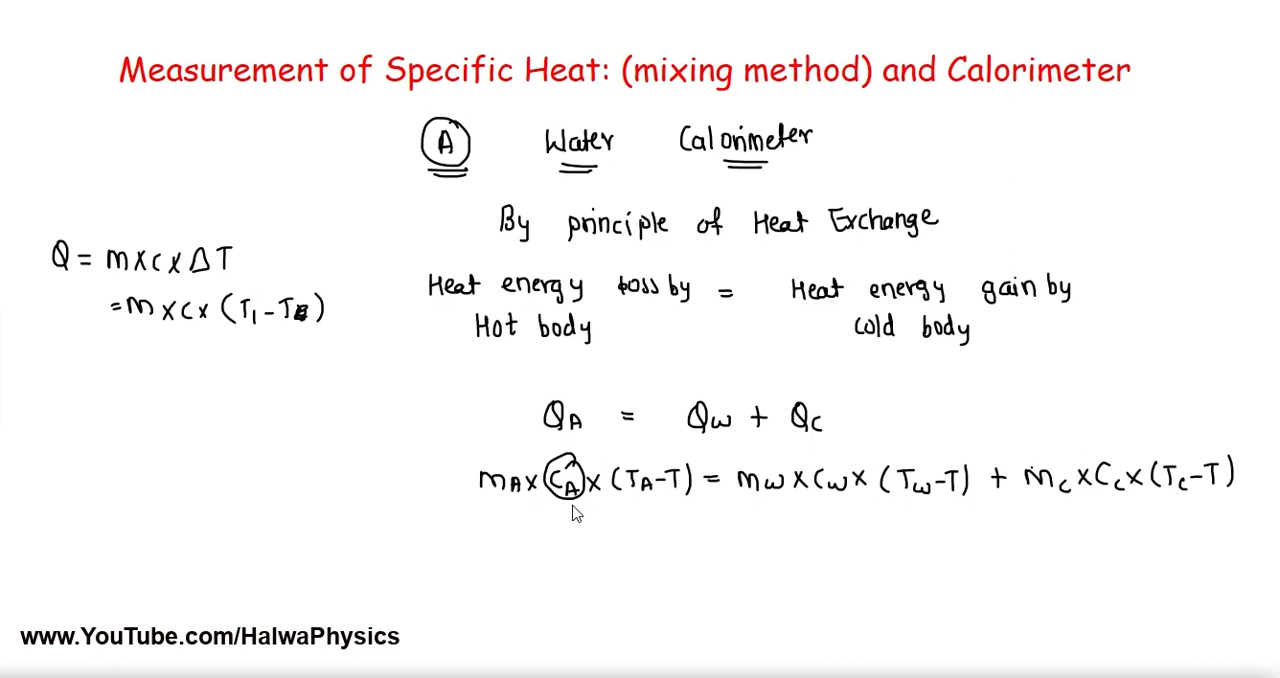 Measurement of Specific Heat: (mixing method) and Calorimeter
A Water Calorimeter
By principle of Heat Exchange
Q = m x c x ΔT
= m x c x (T₁ - T)
Heat energy loss by = Heat energy gain by
Hot body cold body
Q_A = Q_w + Q_c
m_A x C_A x (T_A - T) = m_w x C_w x (T_w - T) + m_c x C_c x (T_c - T)
www.YouTube.com/HalwaPhysics